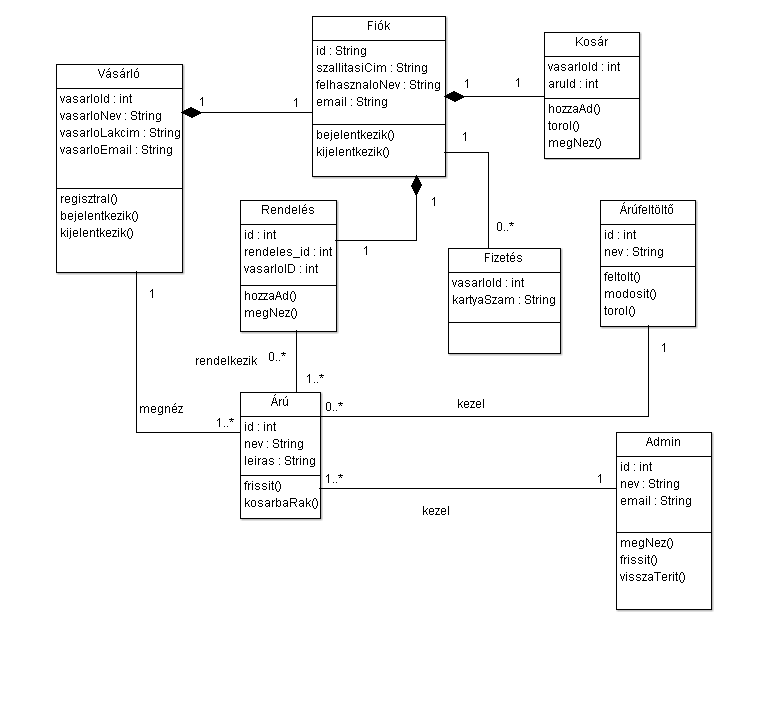 Fiók
id : String
szallitasiCim : String
felhasznaloNev : String
email : String
bejelentkezik()
kijelentkezik()
Kosár
vasarloId : int
aruId : int
hozzaAd()
torol()
megNez()
Vásárló
vasarloId : int
vasarloNev : String
vasarloLakcim : String
vasarloEmail : String
regisztral()
bejelentkezik()
kijelentkezik()
1
1
1
1
1
1
1
0..*
Rendelés
id : int
rendeles_id : int
vasarloID : int
hozzaAd()
megNez()
Fizetés
vasarloId : int
kartyaSzam : String
Árúfeltöltő
id : int
nev : String
feltolt()
modosit()
torol()
1
1
rendelkezik
0..*
1..*
megnéz
1..*
0..*
kezel
Árú
id : int
nev : String
leiras : String
frissit()
kosarbaRak()
1..*
1
kezel
Admin
id : int
nev : String
email : String
megNez()
frissit()
visszaTerit()